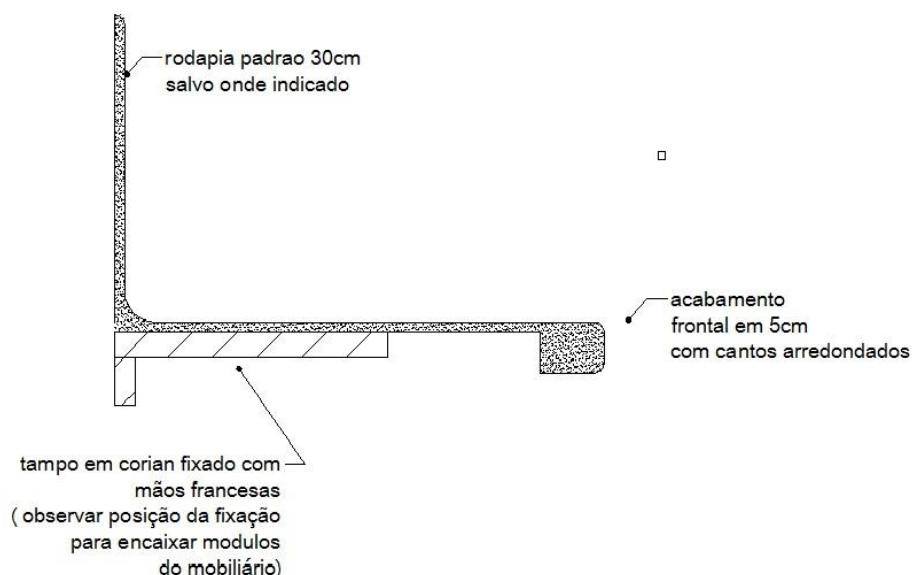 rodapia padrao 30cm
salvo onde indicado
acabamento
frontal em 5cm
com cantos arredondados
tampo em corian fixado com
mãos francesas
( observar posição da fixação
para encaixar modulos
do mobiliário)